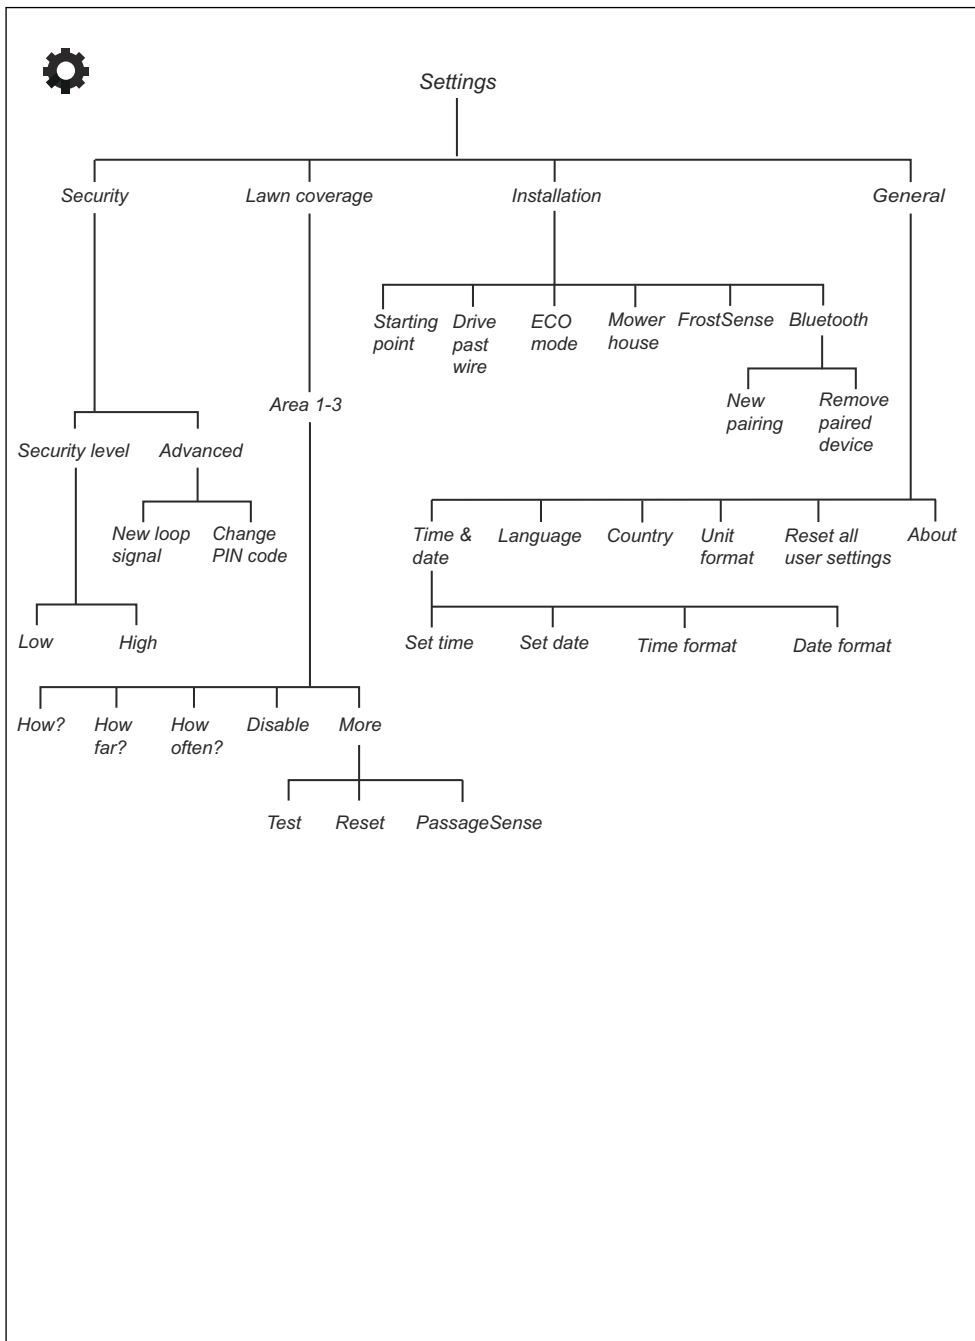 Settings
Security
Lawn coverage
Installation
General
Starting
point
Drive
past
wire
ECO
mode
Mower
house
FrostSense
Bluetooth
New
pairing
Remove
paired
device
Area 1-3
Security level
Advanced
New loop
signal
Change
PIN code
Time &
date
Language
Country
Unit
format
Reset all
user settings
About
Low
High
Set time
Set date
Time format
Date format
How?
How
far?
How
often?
Disable
More
Test
Reset
PassageSense